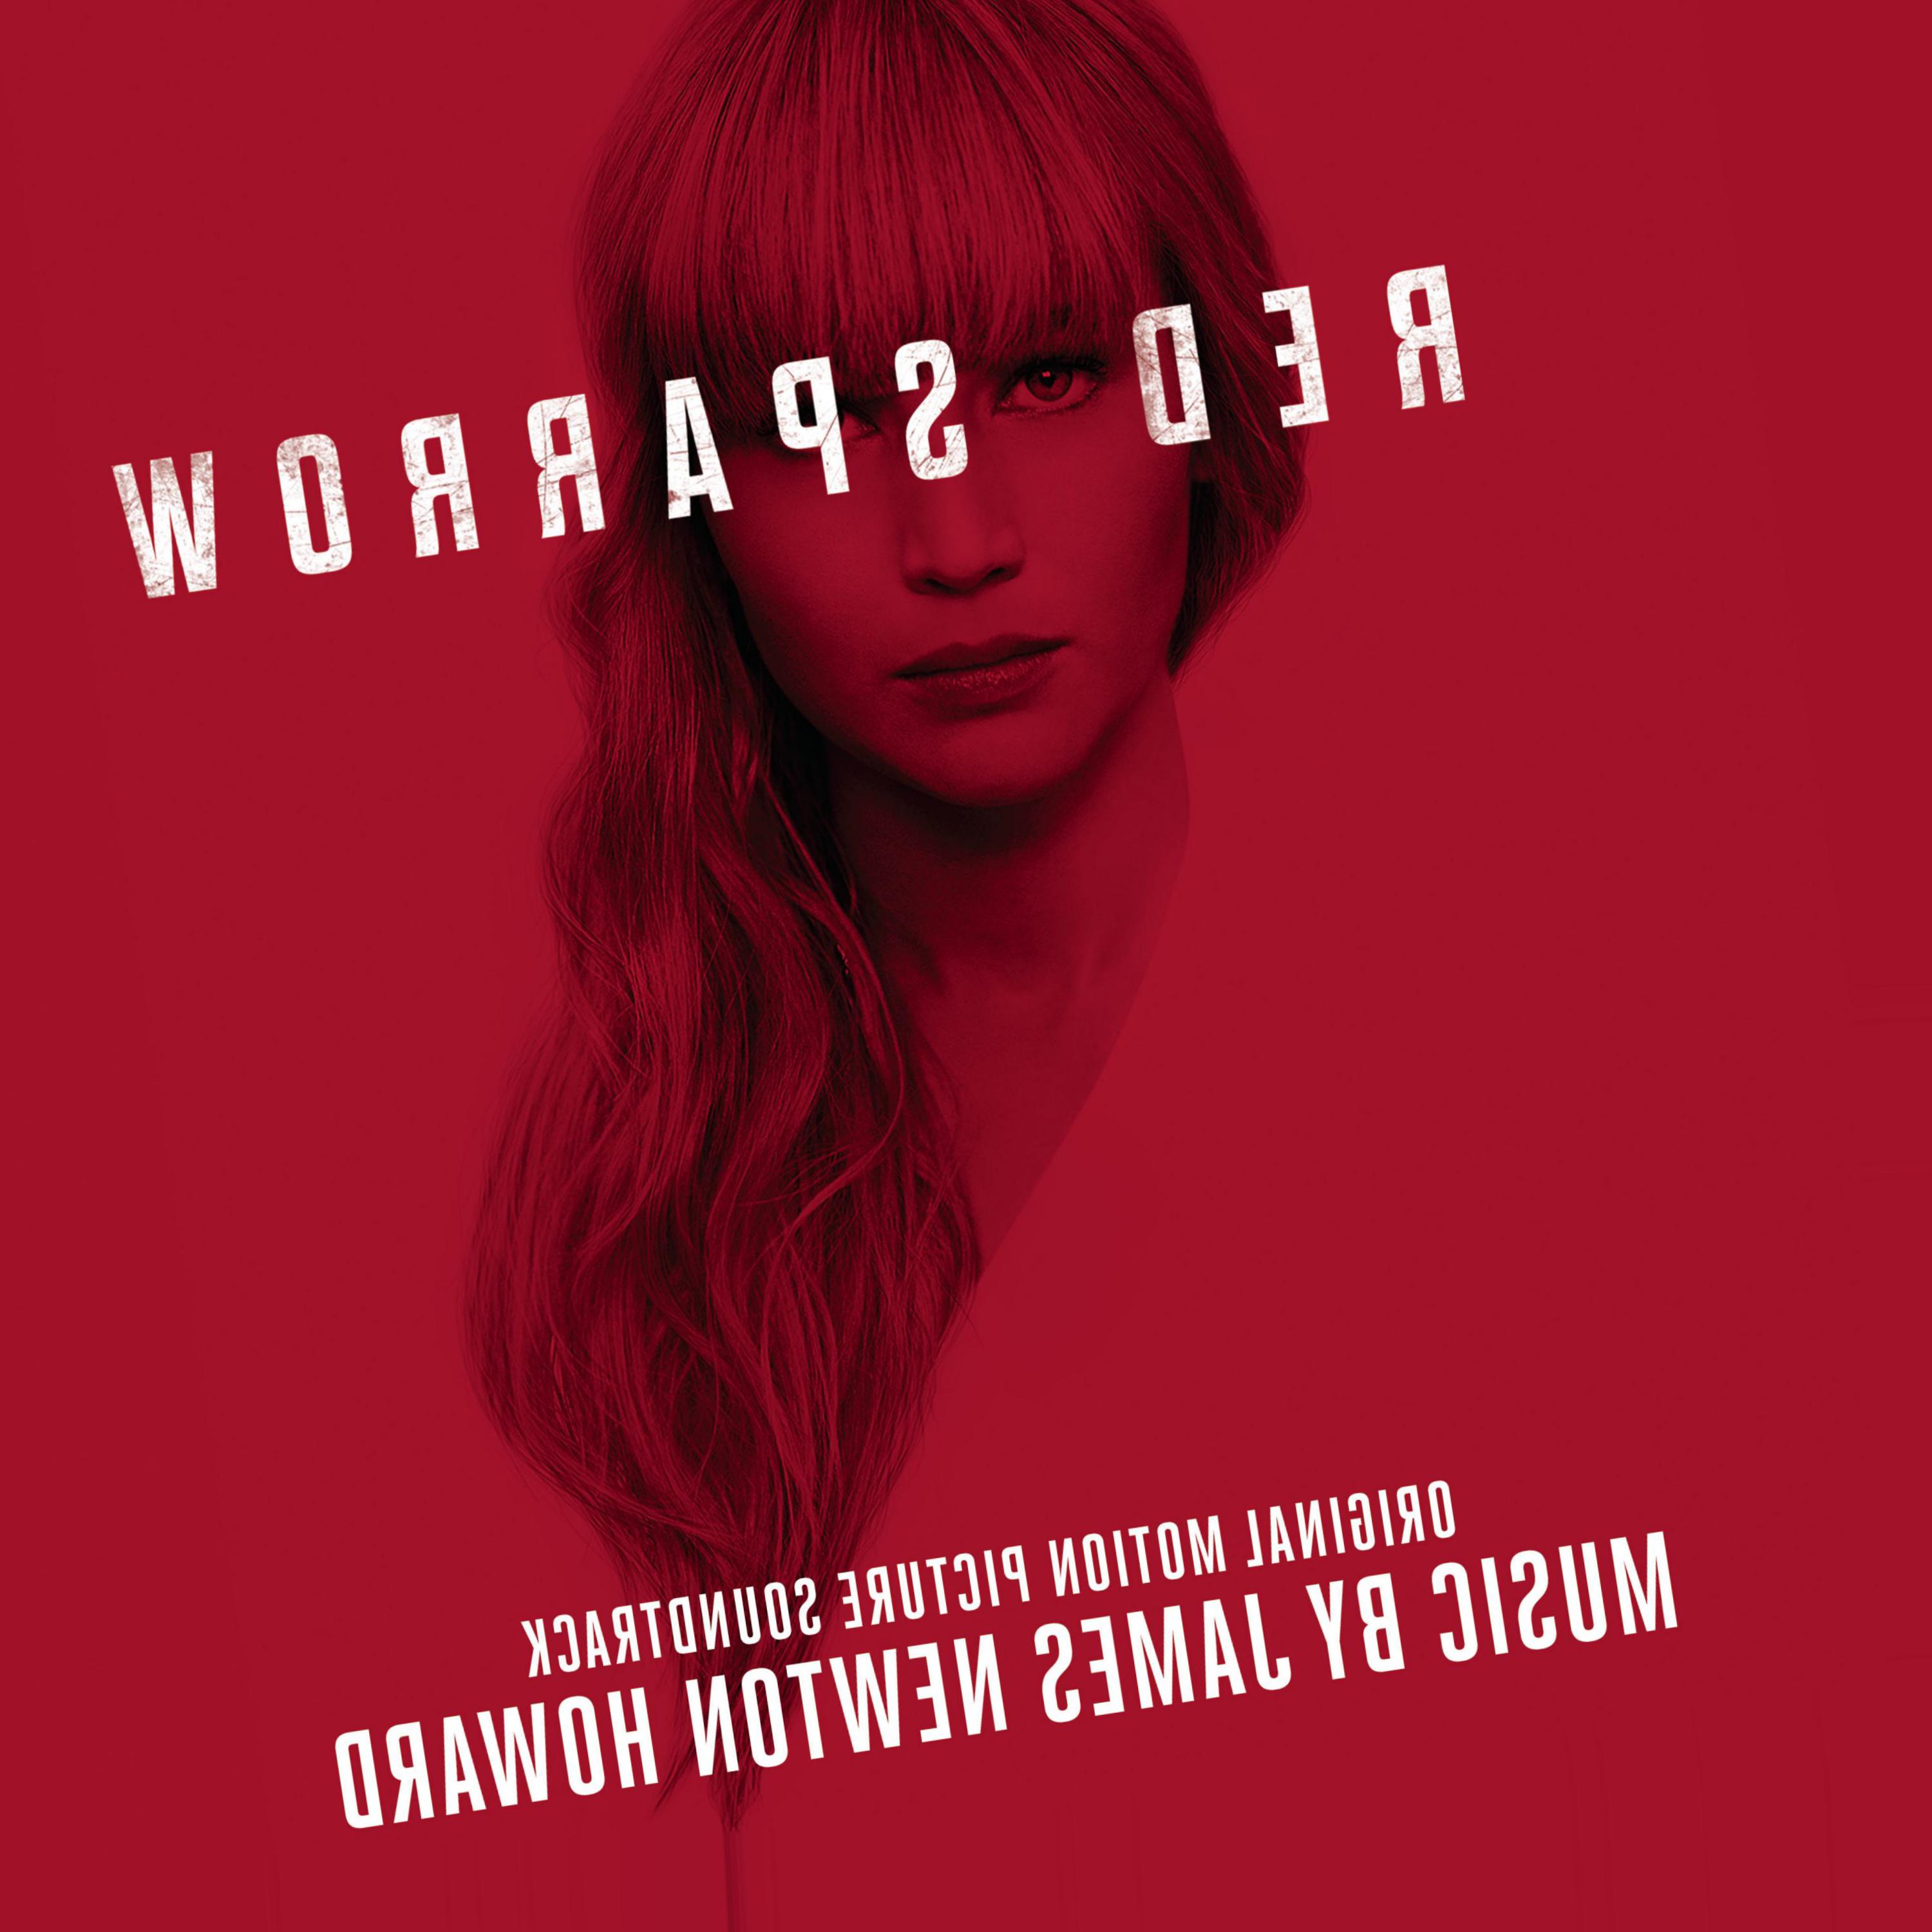 RED SPARROW
ORIGINAL MOTION PICTURE SOUNDTRACK
MUSIC BY JAMES NEWTON HOWARD